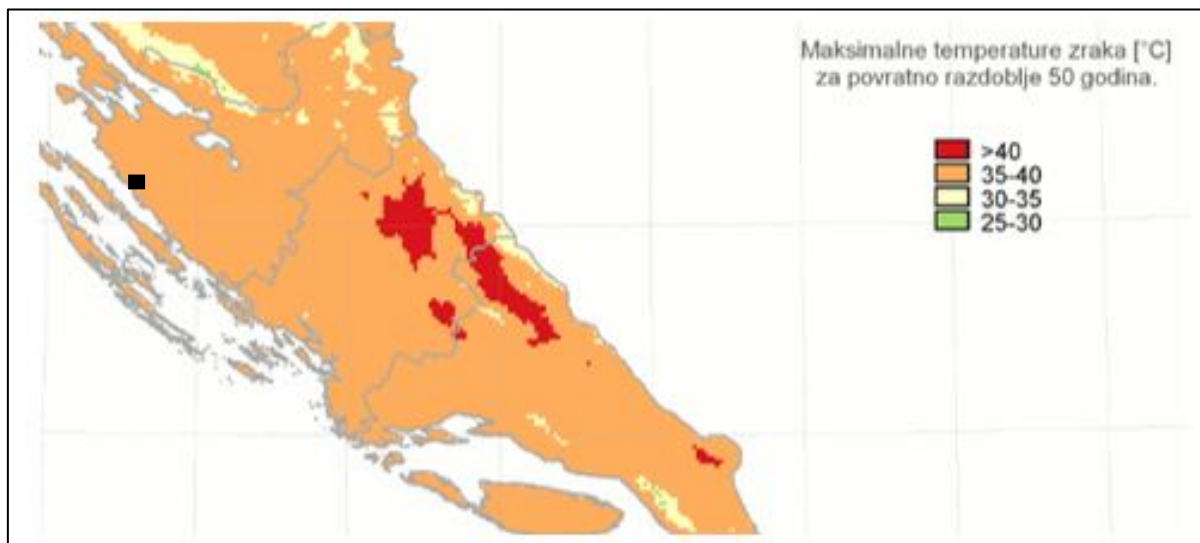 Maksimalne temperature zraka [°C]
za povratno razdoblje 50 godina.
>40
35-40
30-35
25-30